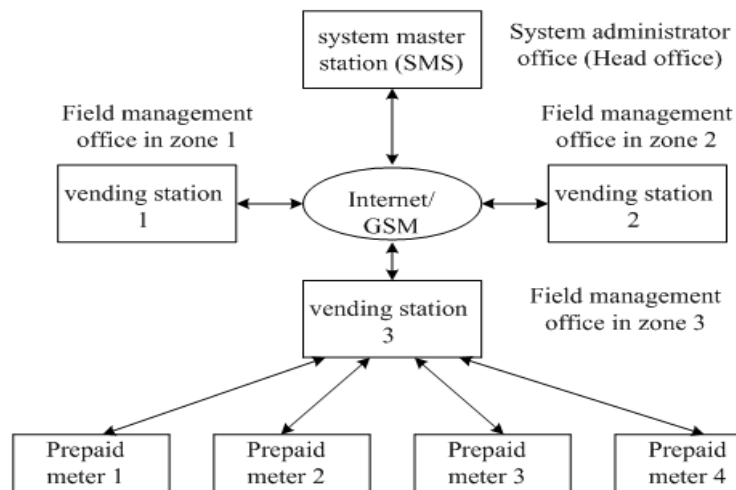 system master
station (SMS)
System administrator
office (Head office)
Field management
office in zone 1
Field management
office in zone 2
vending station
1
Internet/
GSM
vending station
2
vending station
3
Field management
office in zone 3
Prepaid
meter 1
Prepaid
meter 2
Prepaid
meter 3
Prepaid
meter 4